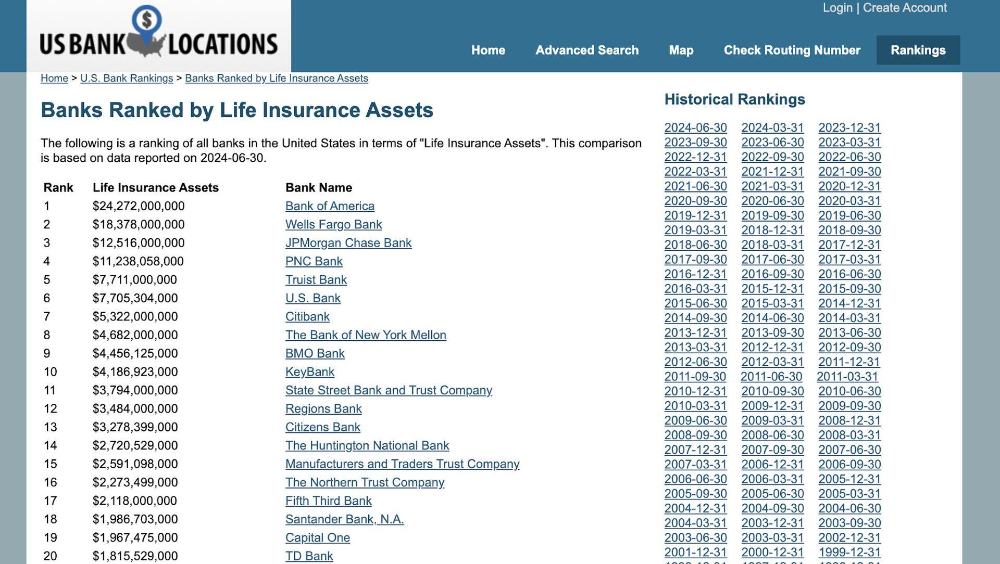 Login | Create Account
US BANK LOCATIONS
$
Home Advanced Search Map Check Routing Number Rankings
Home > U.S. Bank Rankings > Banks Ranked by Life Insurance Assets
Banks Ranked by Life Insurance Assets
The following is a ranking of all banks in the United States in terms of "Life Insurance Assets". This comparison
is based on data reported on 2024-06-30.
Rank Life Insurance Assets Bank Name
1 $24,272,000,000 Bank of America
2 $18,378,000,000 Wells Fargo Bank
3 $12,516,000,000 JPMorgan Chase Bank
4 $11,238,058,000 PNC Bank
5 $7,711,000,000 Truist Bank
6 $7,705,304,000 U.S. Bank
7 $5,322,000,000 Citibank
8 $4,682,000,000 The Bank of New York Mellon
9 $4,456,125,000 BMO Bank
10 $4,186,923,000 KeyBank
11 $3,794,000,000 State Street Bank and Trust Company
12 $3,484,000,000 Regions Bank
13 $3,278,399,000 Citizens Bank
14 $2,720,529,000 The Huntington National Bank
15 $2,591,098,000 Manufacturers and Traders Trust Company
16 $2,273,499,000 The Northern Trust Company
17 $2,118,000,000 Fifth Third Bank
18 $1,986,703,000 Santander Bank, N.A.
19 $1,967,475,000 Capital One
20 $1,815,529,000 TD Bank
Historical Rankings
2024-06-30 2024-03-31 2023-12-31
2023-09-30 2023-06-30 2023-03-31
2022-12-31 2022-09-30 2022-06-30
2022-03-31 2021-12-31 2021-09-30
2021-06-30 2021-03-31 2020-12-31
2020-09-30 2020-06-30 2020-03-31
2019-12-31 2019-09-30 2019-06-30
2019-03-31 2018-12-31 2018-09-30
2018-06-30 2018-03-31 2017-12-31
2017-09-30 2017-06-30 2017-03-31
2016-12-31 2016-09-30 2016-06-30
2016-03-31 2015-12-31 2015-09-30
2015-06-30 2015-03-31 2014-12-31
2014-09-30 2014-06-30 2014-03-31
2013-12-31 2013-09-30 2013-06-30
2013-03-31 2012-12-31 2012-09-30
2012-06-30 2012-03-31 2011-12-31
2011-09-30 2011-06-30 2011-03-31
2010-12-31 2010-09-30 2010-06-30
2010-03-31 2009-12-31 2009-09-30
2009-06-30 2009-03-31 2008-12-31
2008-09-30 2008-06-30 2008-03-31
2007-12-31 2007-09-30 2007-06-30
2007-03-31 2006-12-31 2006-09-30
2006-06-30 2006-03-31 2005-12-31
2005-09-30 2005-06-30 2005-03-31
2004-12-31 2004-09-30 2004-06-30
2004-03-31 2003-12-31 2003-09-30
2003-06-30 2003-03-31 2002-12-31
2001-12-31 2000-12-31 1999-12-31